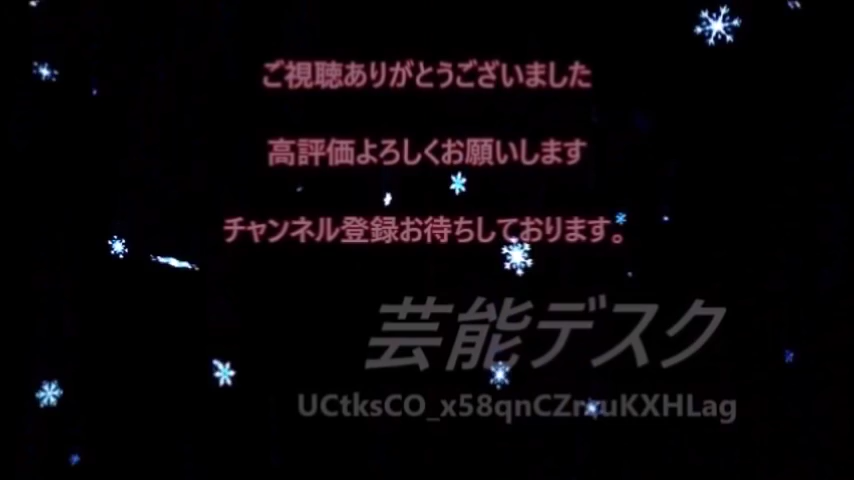 ご視聴ありがとうございました
高評価よろしくお願いします
チャンネル登録お待ちしております。
芸能デスク